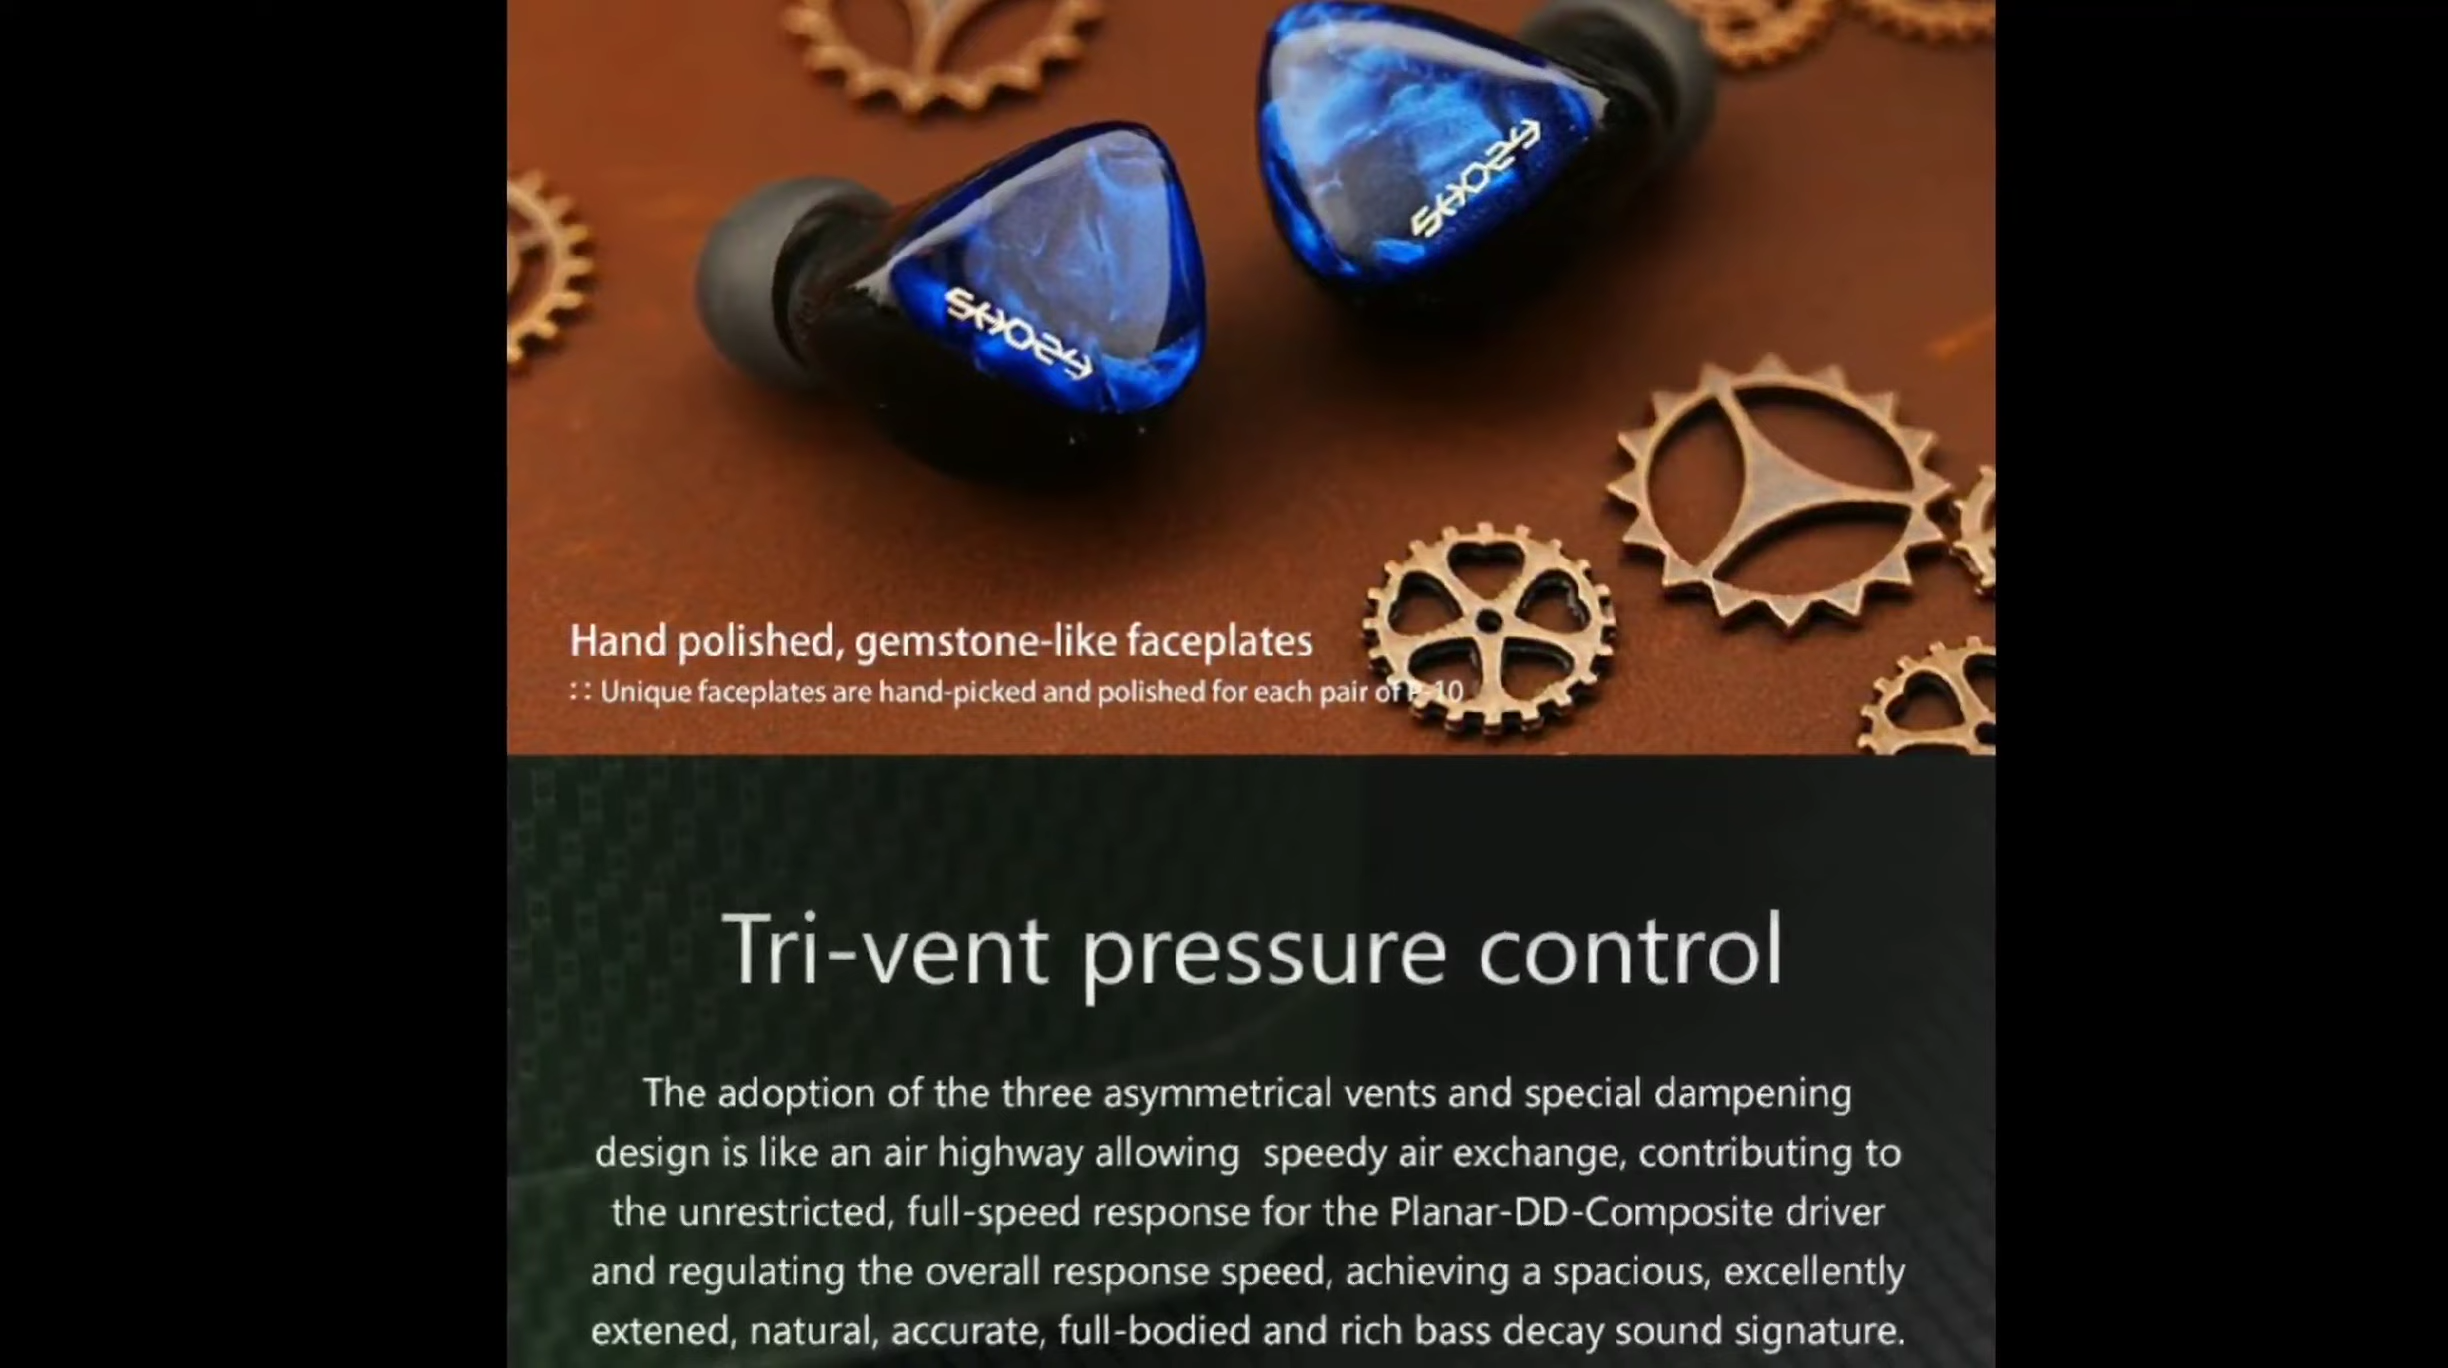 SHOZY
SHOZY
Hand polished, gemstone-like faceplates
:: Unique faceplates are hand-picked and polished for each pair of P-10
Tri-vent pressure control
The adoption of the three asymmetrical vents and special dampening
design is like an air highway allowing speedy air exchange, contributing to
the unrestricted, full-speed response for the Planar-DD-Composite driver
and regulating the overall response speed, achieving a spacious, excellently
extened, natural, accurate, full-bodied and rich bass decay sound signature.